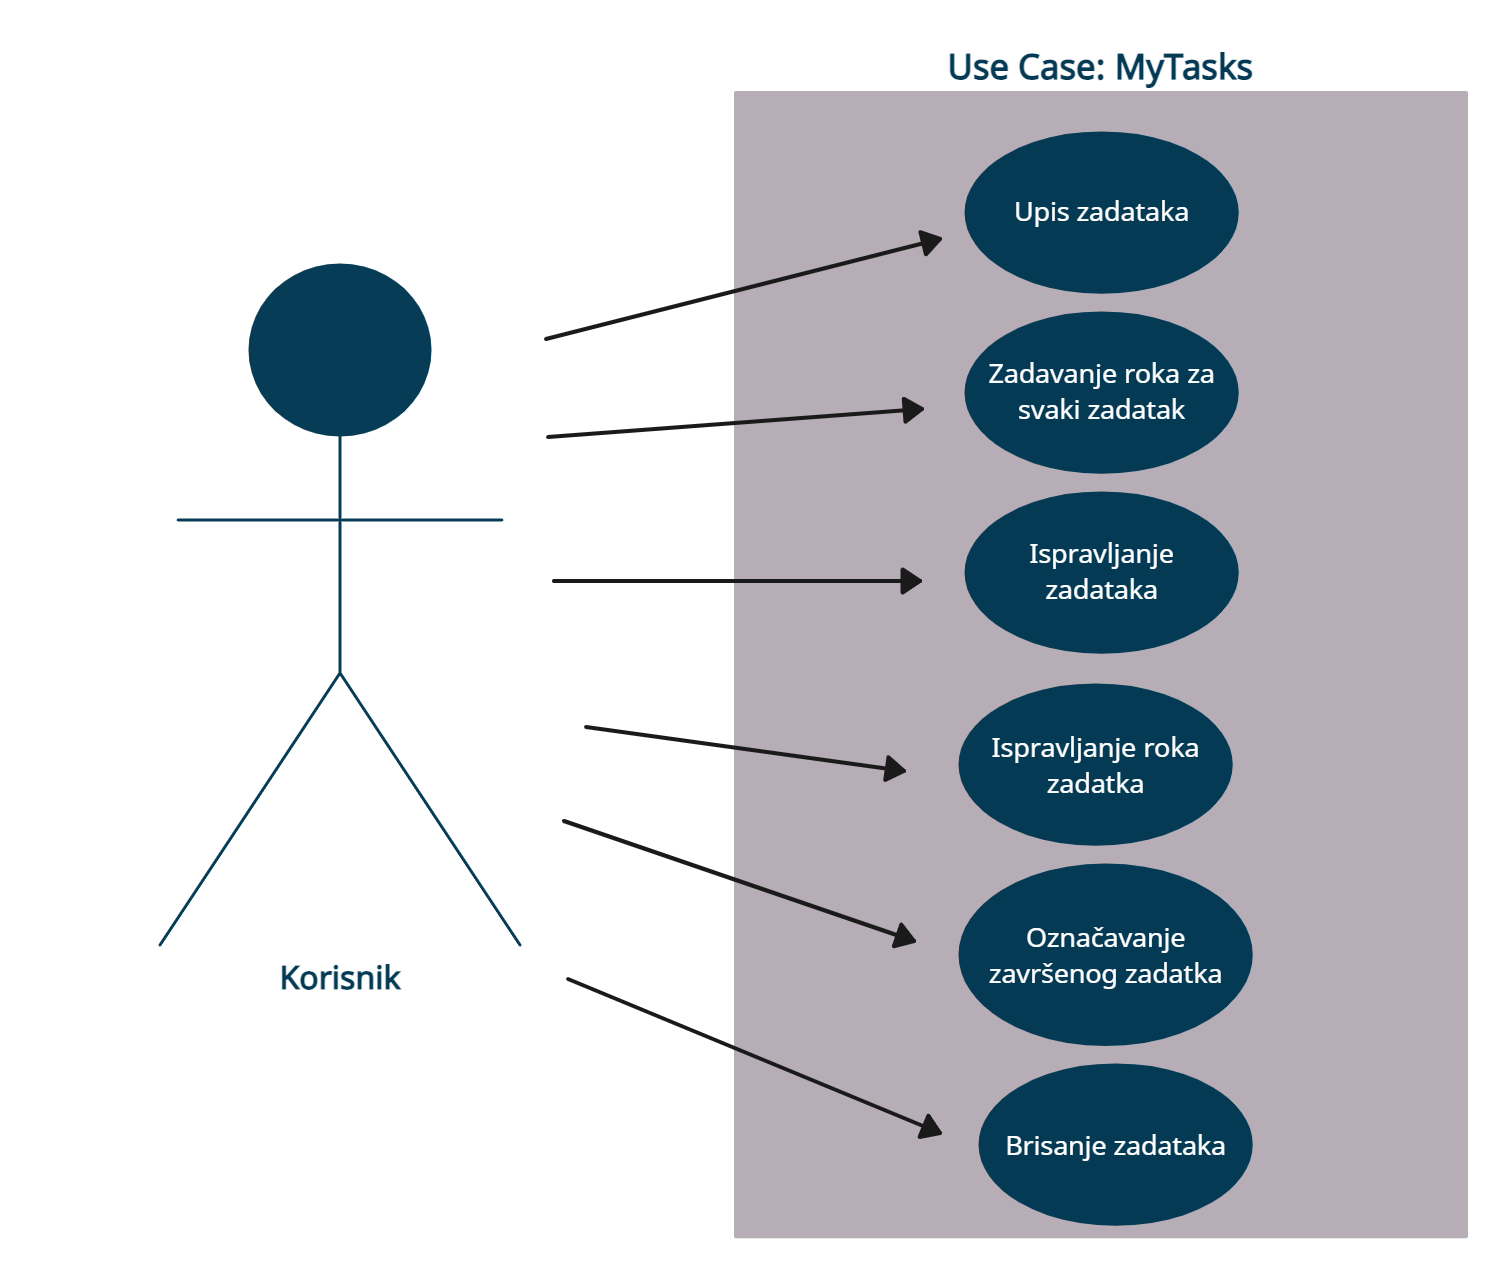 Use Case: MyTasks
Upis zadataka
Zadavanje roka za
svaki zadatak
Ispravljanje
zadataka
Ispravljanje roka
zadatka
Označavanje
završenog zadatka
Brisanje zadataka
Korisnik